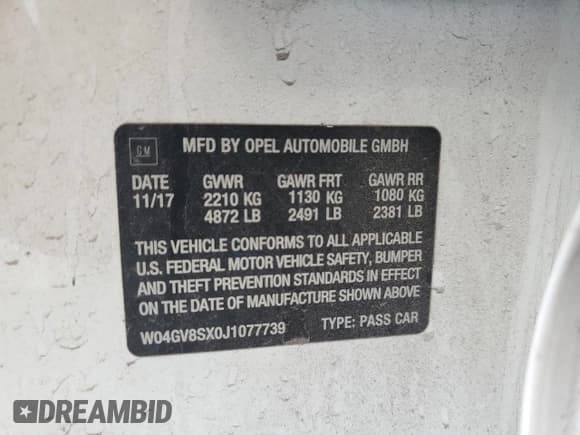 GM
MFD BY OPEL AUTOMOBILE GMBH
DATE GVWR GAWR FRT GAWR RR
11/17 2210 KG 1130 KG 1080 KG
4872 LB 2491 LB 2381 LB
THIS VEHICLE CONFORMS TO ALL APPLICABLE
U.S. FEDERAL MOTOR VEHICLE SAFETY, BUMPER
AND THEFT PREVENTION STANDARDS IN EFFECT
ON THE DATE OF MANUFACTURE SHOWN ABOVE
W04GV8SX0J1077739 TYPE: PASS CAR
DREAMBID